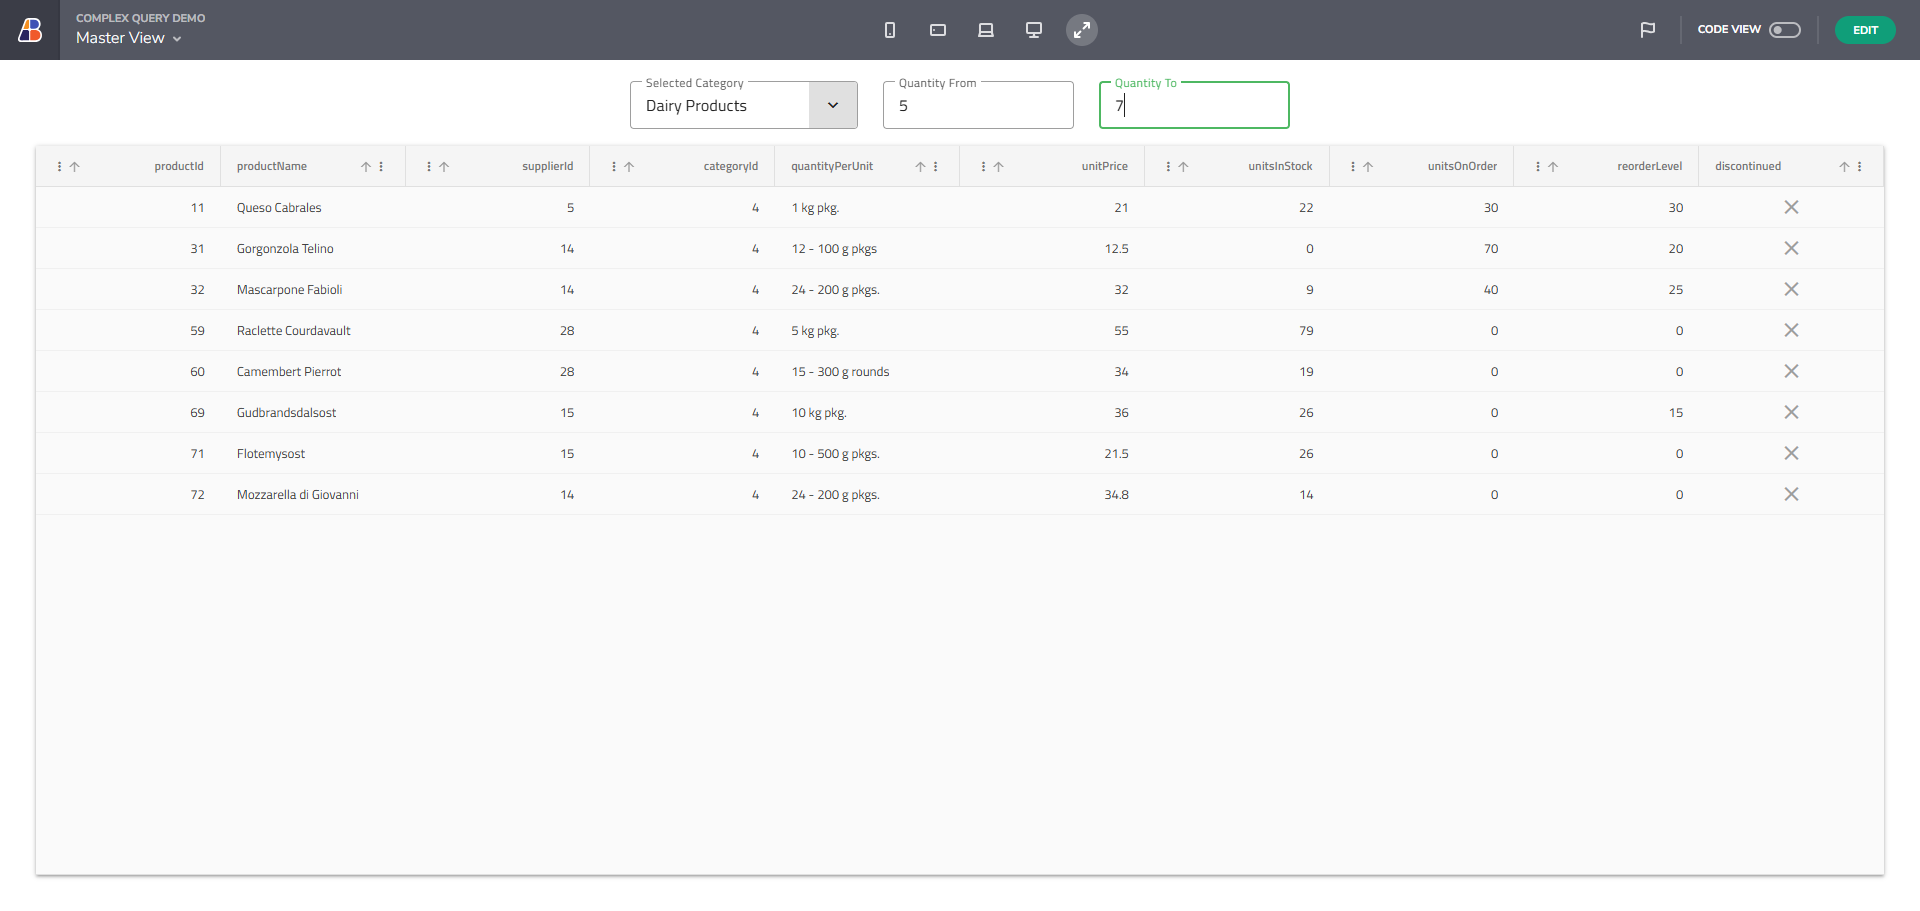 COMPLEX QUERY DEMO
Master View
CODE VIEW
EDIT
Selected Category
Dairy Products
Quantity From
5
Quantity To
7
productId productName supplierId categoryId quantityPerUnit unitPrice unitsInStock unitsOnOrder reorderLevel discontinued
11 Queso Cabrales 5 4 1 kg pkg. 21 22 30 30
31 Gorgonzola Telino 14 4 12 - 100 g pkgs 12.5 0 70 20
32 Mascarpone Fabioli 14 4 24 - 200 g pkgs. 32 9 40 25
59 Raclette Courdavault 28 4 5 kg pkg. 55 79 0 0
60 Camembert Pierrot 28 4 15 - 300 g rounds 34 19 0 0
69 Gudbrandsdalsost 15 4 10 kg pkg. 36 26 0 15
71 Flotemysost 15 4 10 - 500 g pkgs. 21.5 26 0 0
72 Mozzarella di Giovanni 14 4 24 - 200 g pkgs. 34.8 14 0 0